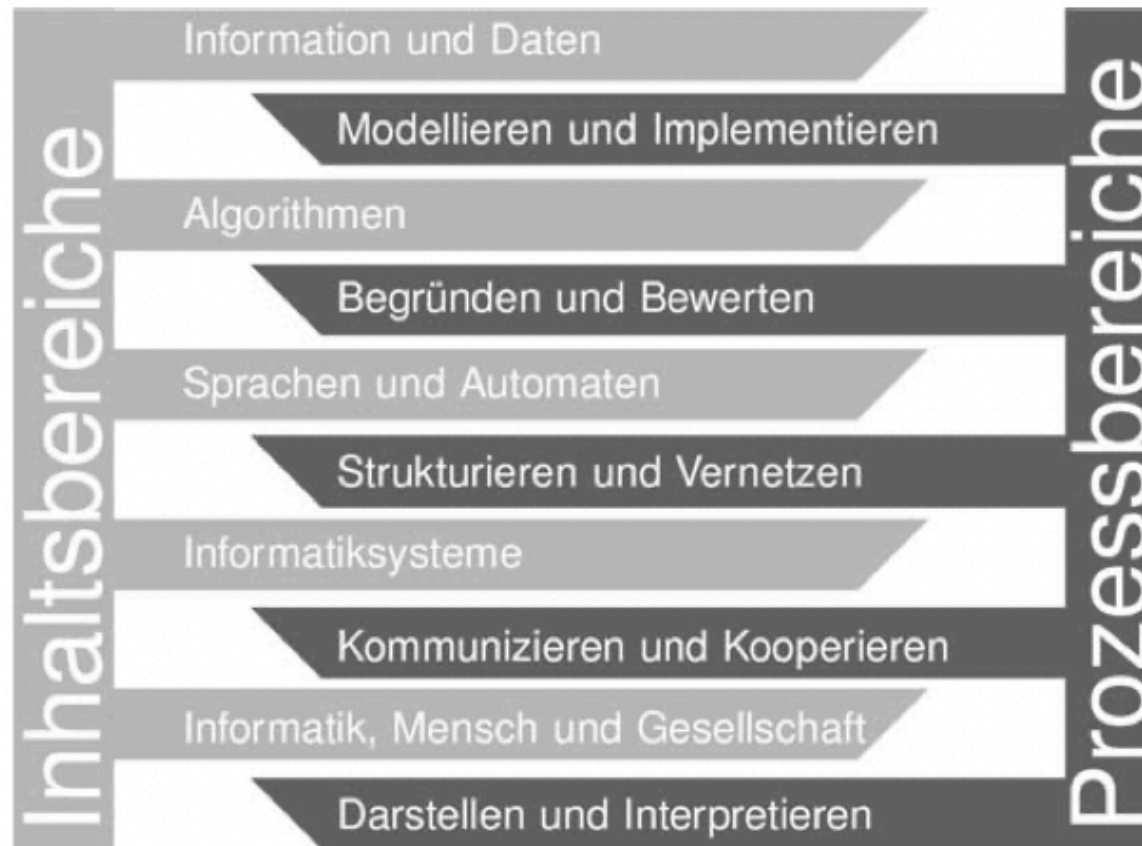 Inhaltsbereiche
Information und Daten
Modellieren und Implementieren
Algorithmen
Begründen und Bewerten
Sprachen und Automaten
Strukturieren und Vernetzen
Informatiksysteme
Kommunizieren und Kooperieren
Informatik, Mensch und Gesellschaft
Darstellen und Interpretieren
Prozessbereiche